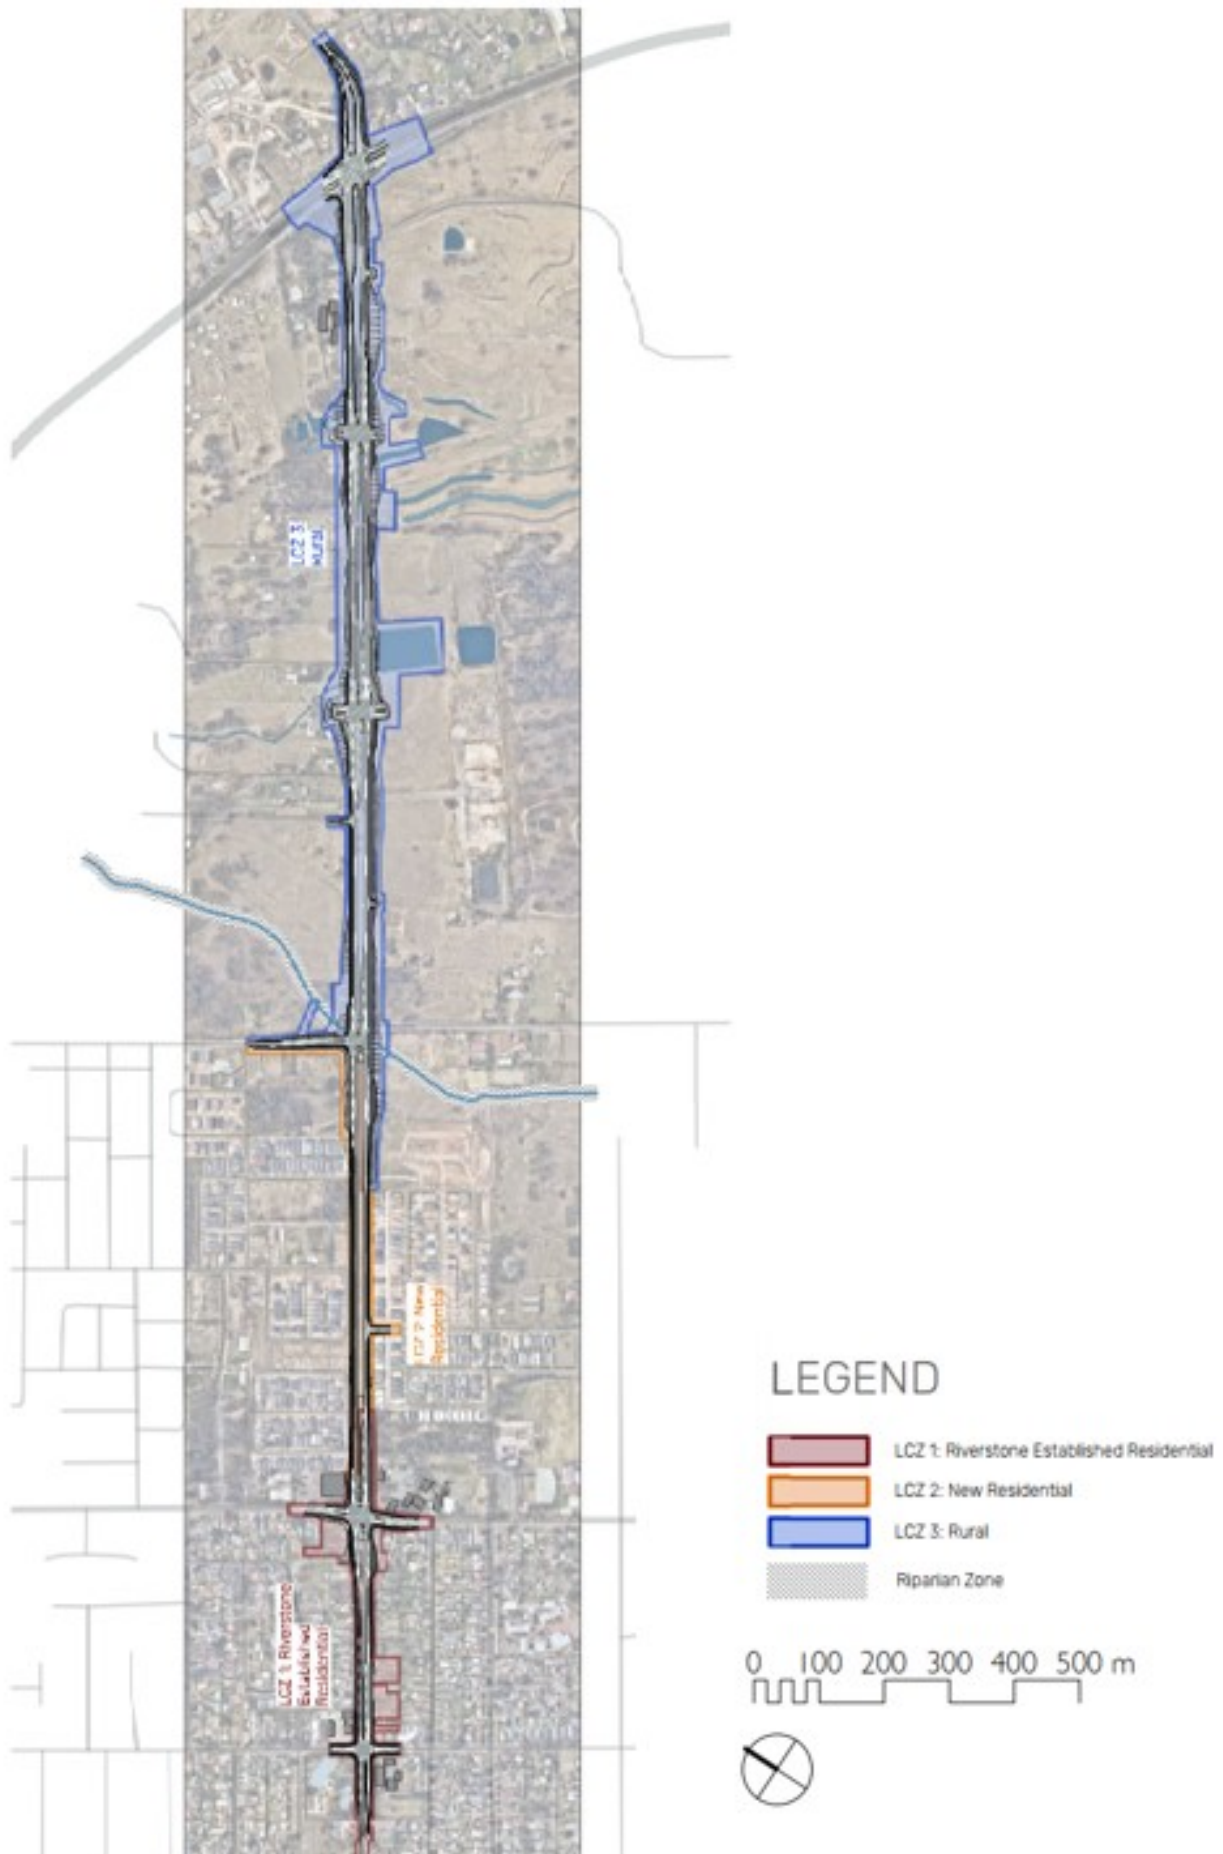 LCZ 3
Rural
LCZ 2: New
Residential
LCZ 1: Riverstone
Established
Residential
LEGEND
LCZ 1: Riverstone Established Residential
LCZ 2: New Residential
LCZ 3: Rural
Riparian Zone
0 100 200 300 400 500 m